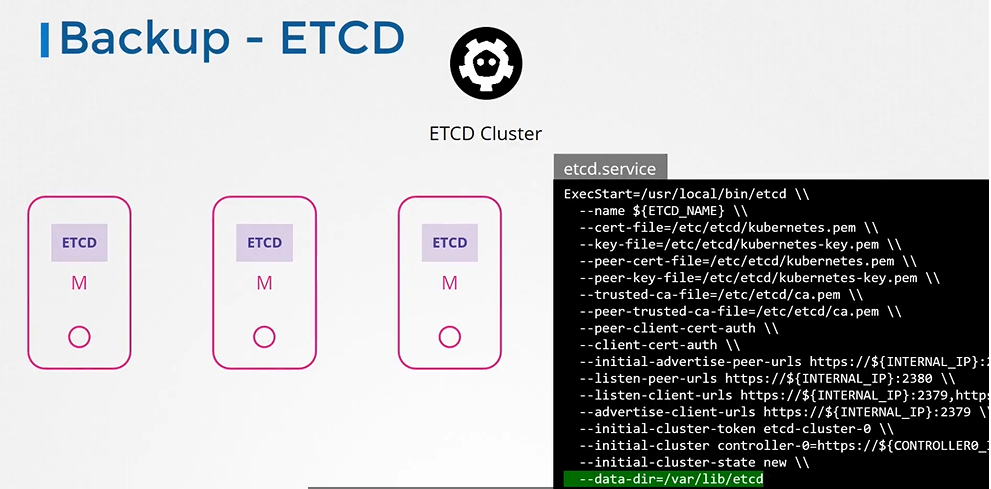 Backup - ETCD
ETCD Cluster
ETCD
M
ETCD
M
ETCD
M
etcd.service
ExecStart=/usr/local/bin/etcd \\
--name ${ETCD_NAME} \\
--cert-file=/etc/etcd/kubernetes.pem \\
--key-file=/etc/etcd/kubernetes-key.pem \\
--peer-cert-file=/etc/etcd/kubernetes.pem \\
--peer-key-file=/etc/etcd/kubernetes-key.pem \\
--trusted-ca-file=/etc/etcd/ca.pem \\
--peer-trusted-ca-file=/etc/etcd/ca.pem \\
--peer-client-cert-auth \\
--client-cert-auth \\
--initial-advertise-peer-urls https://${INTERNAL_IP}:2
--listen-peer-urls https://${INTERNAL_IP}:2380 \\
--listen-client-urls https://${INTERNAL_IP}:2379,https
--advertise-client-urls https://${INTERNAL_IP}:2379 \
--initial-cluster-token etcd-cluster-0 \\
--initial-cluster controller-0=https://${CONTROLLER0_I
--initial-cluster-state new \\
--data-dir=/var/lib/etcd